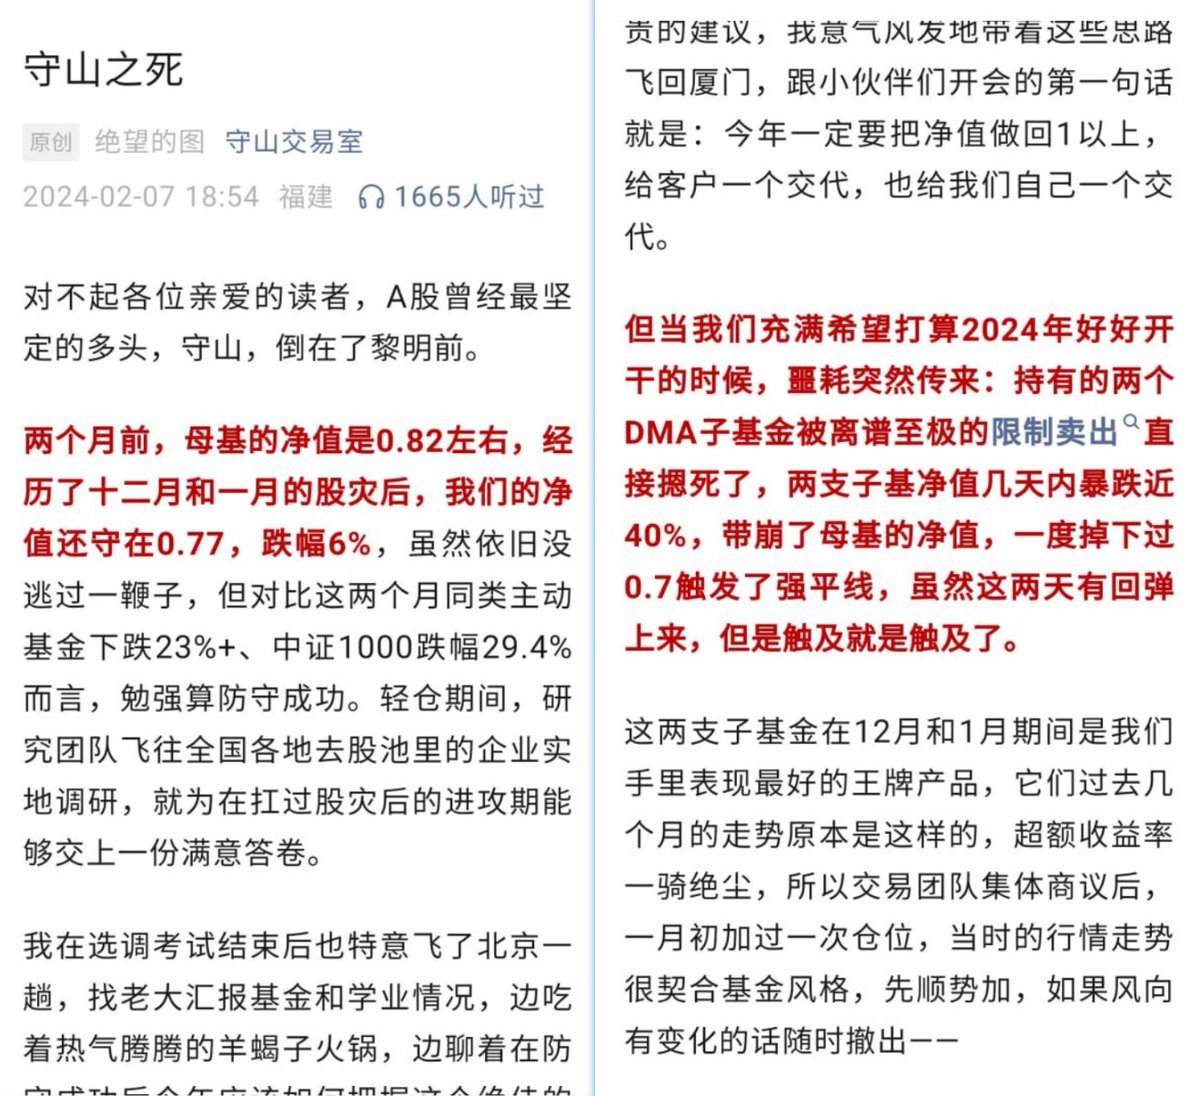 守山之死
原创 绝望的图 守山交易室
2024-02-07 18:54 福建 1665人听过
对不起各位亲爱的读者，A股曾经最坚
定的多头，守山，倒在了黎明前。
两个月前，母基的净值是0.82左右，经
历了十二月和一月的股灾后，我们的净
值还守在0.77，跌幅6%，虽然依旧没
逃过一鞭子，但对比这两个月同类主动
基金下跌23%+、中证1000跌幅29.4%
而言，勉强算防守成功。轻仓期间，研
究团队飞往全国各地去股池里的企业实
地调研，就为在扛过股灾后的进攻期能
够交上一份满意答卷。
我在选调考试结束后也特意飞了北京一
趟，找老大汇报基金和学业情况，边吃
着热气腾腾的羊蝎子火锅，边聊着在防
守成功后今年应该如何把握这个绝佳的
贵的建议，我意气风发地带着这些思路
飞回厦门，跟小伙伴们开会的第一句话
就是：今年一定要把净值做回1以上，
给客户一个交代，也给我们自己一个交
代。
但当我们充满希望打算2024年好好开
干的时候，噩耗突然传来：持有的两个
DMA子基金被离谱至极的限制卖出直
接摁死了，两支子基净值几天内暴跌近
40%，带崩了母基的净值，一度掉下过
0.7触发了强平线，虽然这两天有回弹
上来，但是触及就是触及了。
这两支子基金在12月和1月期间是我们
手里表现最好的王牌产品，它们过去几
个月的走势原本是这样的，超额收益率
一骑绝尘，所以交易团队集体商议后，
一月初加过一次仓位，当时的行情走势
很契合基金风格，先顺势加，如果风向
有变化的话随时撤出——